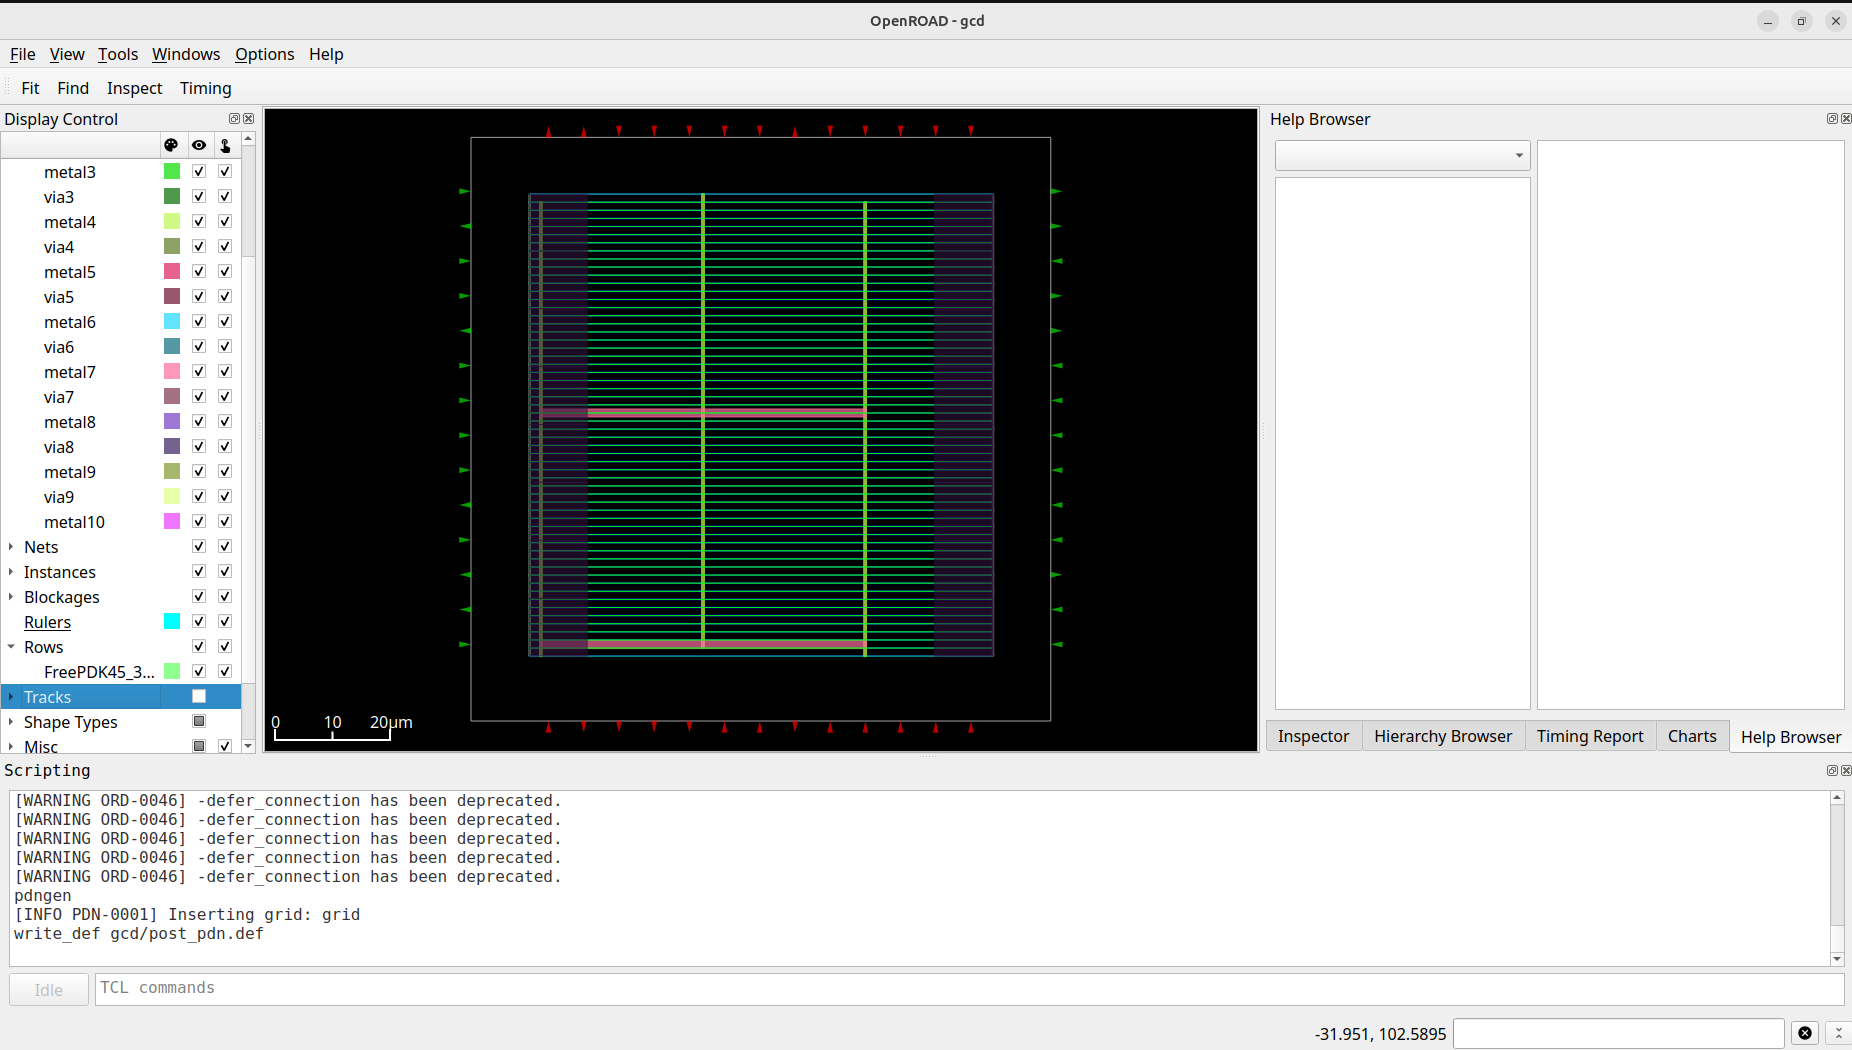 OpenROAD - gcd
File View Tools Windows Options Help
Fit Find Inspect Timing
Display Control
metal3
via3
metal4
via4
metal5
via5
metal6
via6
metal7
via7
metal8
via8
metal9
via9
metal10
Nets
Instances
Blockages
Rulers
Rows
FreePDK45_3...
Tracks
Shape Types
Misc
0 10 20μm
Help Browser
Inspector Hierarchy Browser Timing Report Charts Help Browser
Scripting
[WARNING ORD-0046] -defer_connection has been deprecated.
[WARNING ORD-0046] -defer_connection has been deprecated.
[WARNING ORD-0046] -defer_connection has been deprecated.
[WARNING ORD-0046] -defer_connection has been deprecated.
[WARNING ORD-0046] -defer_connection has been deprecated.
pdngen
[INFO PDN-0001] Inserting grid: grid
write_def gcd/post_pdn.def
Idle TCL commands
-31.951, 102.5895